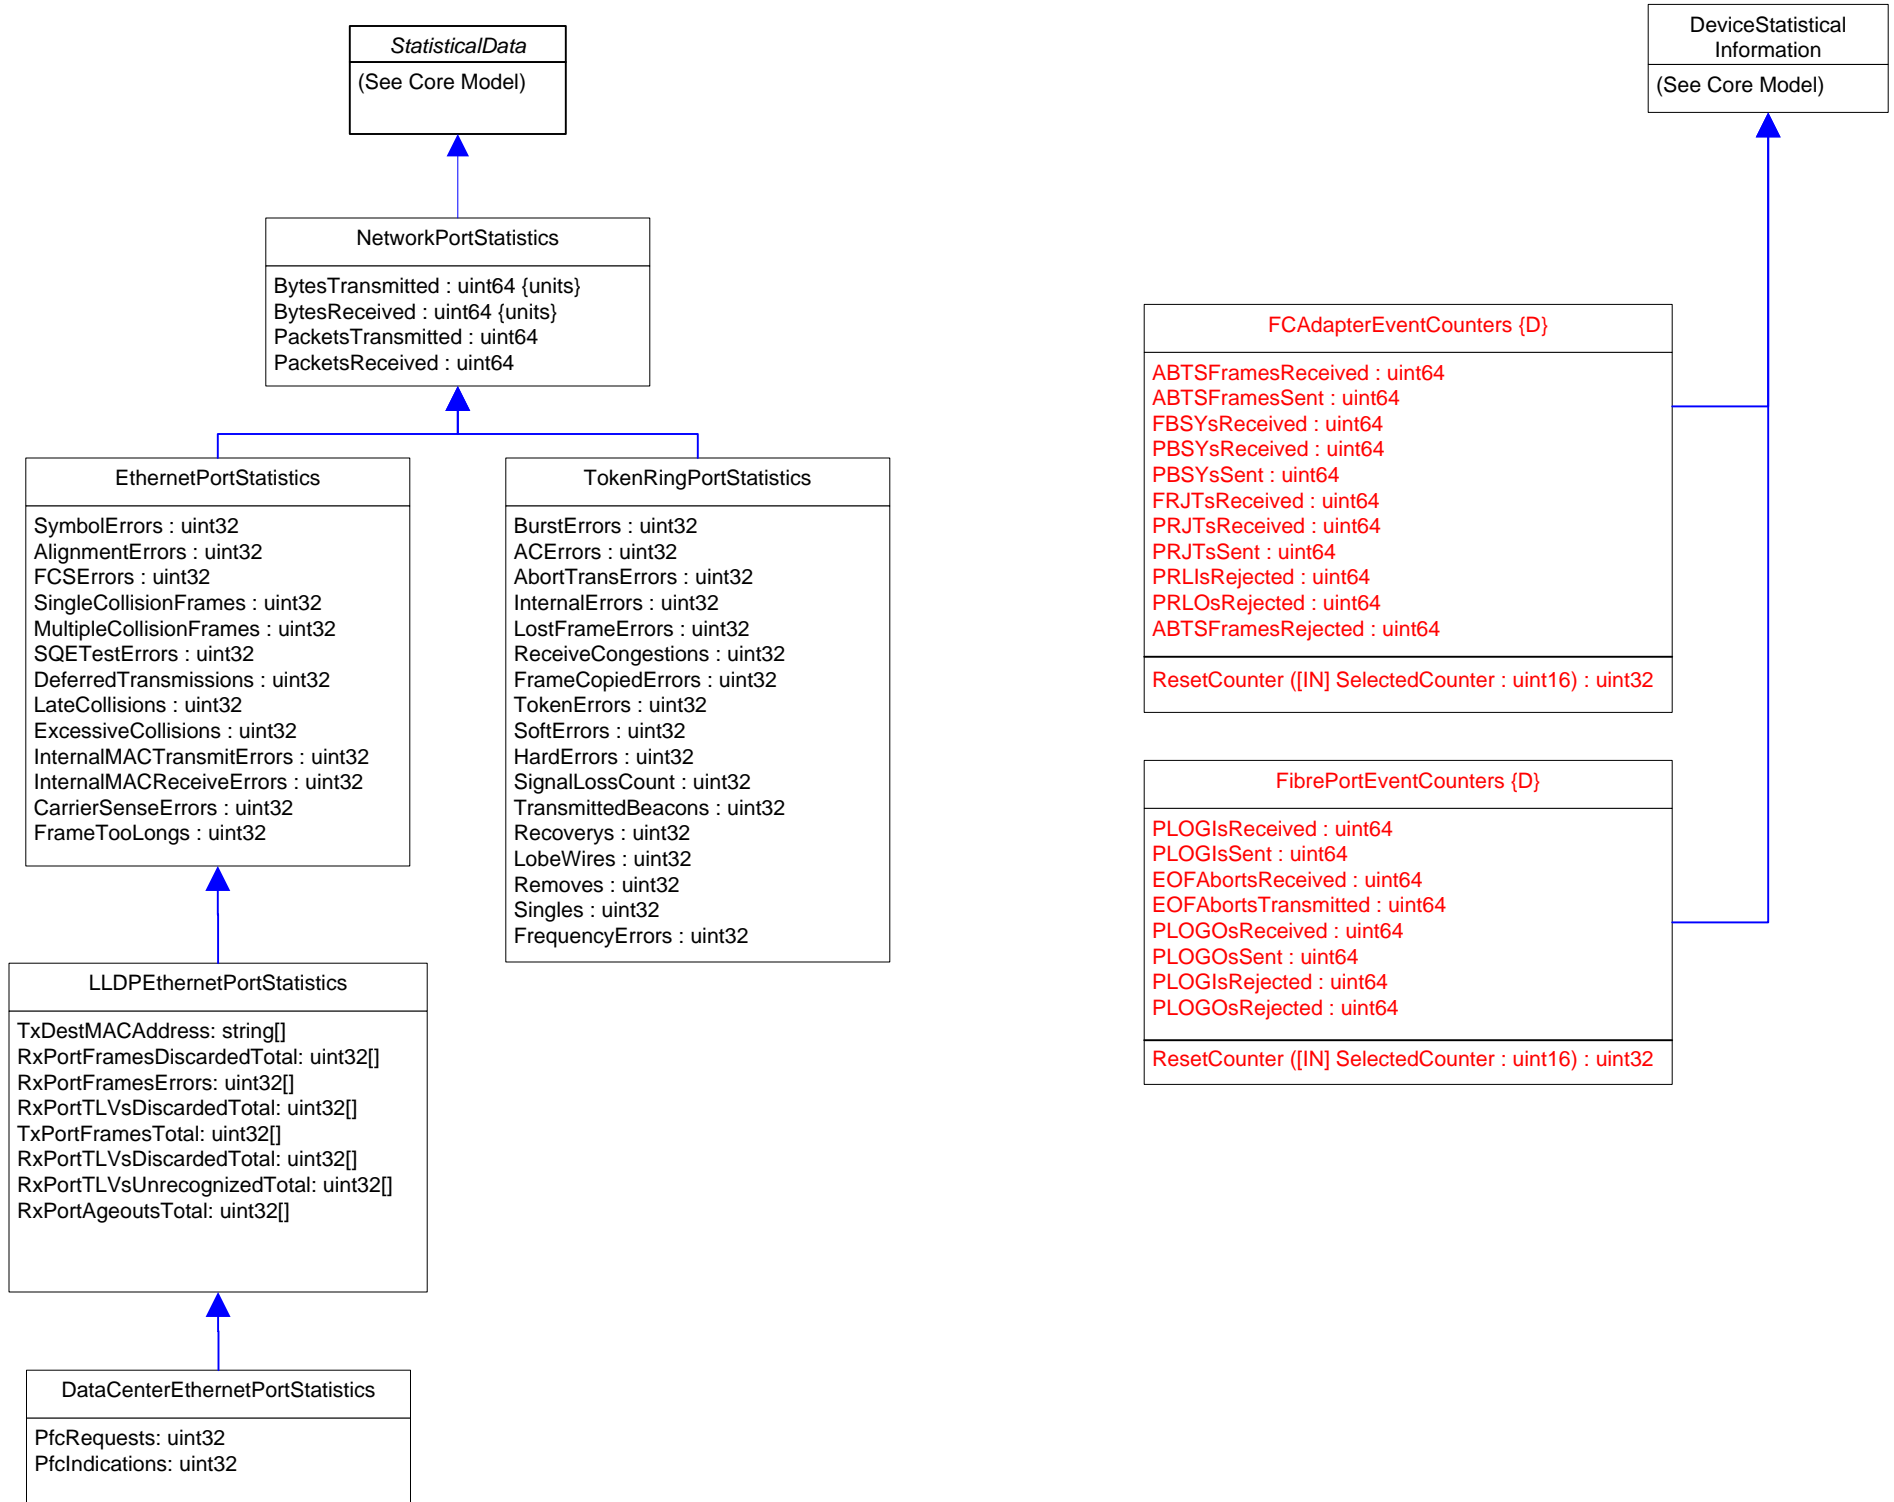 StatisticalData
(See Core Model)
DeviceStatistical
Information
(See Core Model)
NetworkPortStatistics
BytesTransmitted : uint64 {units}
BytesReceived : uint64 {units}
PacketsTransmitted : uint64
PacketsReceived : uint64
EthernetPortStatistics
SymbolErrors : uint32
AlignmentErrors : uint32
FCSErrors : uint32
SingleCollisionFrames : uint32
MultipleCollisionFrames : uint32
SQETestErrors : uint32
DeferredTransmissions : uint32
LateCollisions : uint32
ExcessiveCollisions : uint32
InternalMACTransmitErrors : uint32
InternalMACReceiveErrors : uint32
CarrierSenseErrors : uint32
FrameTooLongs : uint32
TokenRingPortStatistics
BurstErrors : uint32
ACErrors : uint32
AbortTransErrors : uint32
InternalErrors : uint32
LostFrameErrors : uint32
ReceiveCongestions : uint32
FrameCopiedErrors : uint32
TokenErrors : uint32
SoftErrors : uint32
HardErrors : uint32
SignalLossCount : uint32
TransmittedBeacons : uint32
Recoverys : uint32
LobeWires : uint32
Removes : uint32
Singles : uint32
FrequencyErrors : uint32
LLDPEthernetPortStatistics
TxDestMACAddress: string[]
RxPortFramesDiscardedTotal: uint32[]
RxPortFramesErrors: uint32[]
RxPortTLVsDiscardedTotal: uint32[]
TxPortFramesTotal: uint32[]
RxPortTLVsDiscardedTotal: uint32[]
RxPortTLVsUnrecognizedTotal: uint32[]
RxPortAgeoutsTotal: uint32[]
DataCenterEthernetPortStatistics
PfcRequests: uint32
PfcIndications: uint32
FCAdapterEventCounters {D}
ABTSFramesReceived : uint64
ABTSFramesSent : uint64
FBSYsReceived : uint64
PBSYsReceived : uint64
PBSYsSent : uint64
FRJTsReceived : uint64
PRJTsReceived : uint64
PRJTsSent : uint64
PRLIsRejected : uint64
PRLOsRejected : uint64
ABTSFramesRejected : uint64
ResetCounter ([IN] SelectedCounter : uint16) : uint32
FibrePortEventCounters {D}
PLOGIsReceived : uint64
PLOGIsSent : uint64
EOFAbortsReceived : uint64
EOFAbortsTransmitted : uint64
PLOGOsReceived : uint64
PLOGOsSent : uint64
PLOGIsRejected : uint64
PLOGOsRejected : uint64
ResetCounter ([IN] SelectedCounter : uint16) : uint32